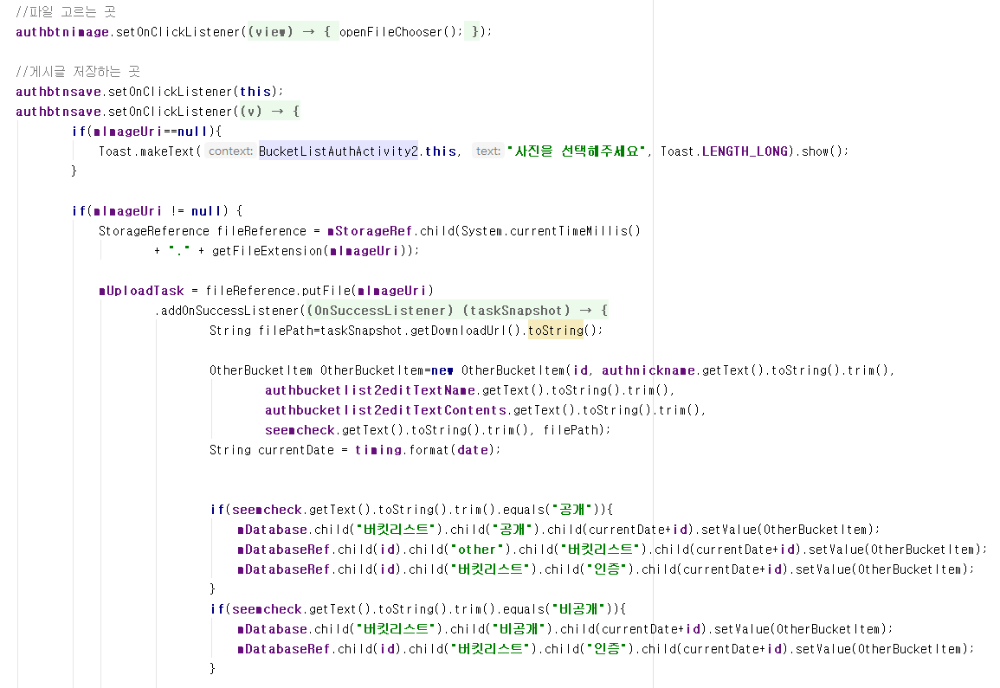 //파일 고르는 곳
authbtnimage.setOnClickListener((view) → { openFileChooser(); });
//게시글 저장하는 곳
authbtnsave.setOnClickListener(this);
authbtnsave.setOnClickListener((v) → {
if(mImageUri==null){
Toast.makeText( context: BucketListAuthActivity2.this, text: "사진을 선택해주세요", Toast.LENGTH_LONG).show();
}
if(mImageUri != null) {
StorageReference fileReference = mStorageRef.child(System.currentTimeMillis()
+ "." + getFileExtension(mImageUri));
mUploadTask = fileReference.putFile(mImageUri)
.addOnSuccessListener((OnSuccessListener) (taskSnapshot) → {
String filePath=taskSnapshot.getDownloadUrl().toString();
OtherBucketItem OtherBucketItem=new OtherBucketItem(id, authnickname.getText().toString().trim(),
authbucketlist2editTextName.getText().toString().trim(),
authbucketlist2editTextContents.getText().toString().trim(),
seemcheck.getText().toString().trim(), filePath);
String currentDate = timing.format(date);
if(seemcheck.getText().toString().trim().equals("공개")){
mDatabase.child("버킷리스트").child("공개").child(currentDate+id).setValue(OtherBucketItem);
mDatabaseRef.child(id).child("other").child("버킷리스트").child(currentDate+id).setValue(OtherBucketItem);
mDatabaseRef.child(id).child("버킷리스트").child("인증").child(currentDate+id).setValue(OtherBucketItem);
}
if(seemcheck.getText().toString().trim().equals("비공개")){
mDatabase.child("버킷리스트").child("비공개").child(currentDate+id).setValue(OtherBucketItem);
mDatabaseRef.child(id).child("버킷리스트").child("인증").child(currentDate+id).setValue(OtherBucketItem);
}